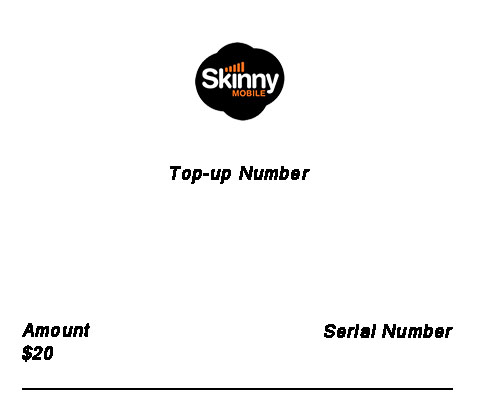 Skinny
MOBILE
Top-up Number
Amount
Serial Number
$20